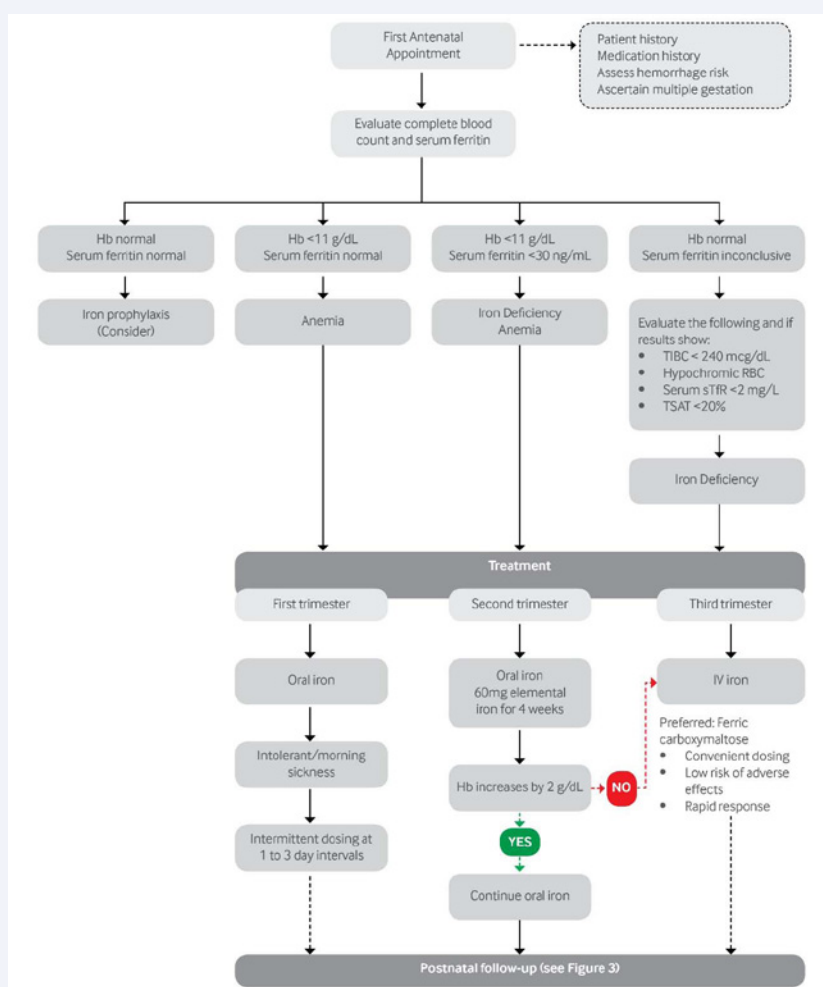 First Antenatal
Appointment
Patient history
Medication history
Assess hemorrhage risk
Ascertain multiple gestation
Evaluate complete blood
count and serum ferritin
Hb normal
Serum ferritin normal
Hb <11 g/dL
Serum ferritin normal
Hb <11 g/dL
Serum ferritin <30 ng/mL
Hb normal
Serum ferritin inconclusive
Iron prophylaxis
(Consider)
Anemia
Iron Deficiency
Anemia
Evaluate the following and if
results show:
• TIBC < 240 mcg/dL
• Hypochromic RBC
• Serum sTfR <2 mg/L
• TSAT <20%
Iron Deficiency
Treatment
First trimester
Second trimester
Third trimester
Oral iron
Oral iron
60mg elemental
iron for 4 weeks
IV iron
Preferred: Ferric
carboxymaltose
• Convenient dosing
• Low risk of adverse
effects
• Rapid response
Intolerant/morning
sickness
Hb increases by 2 g/dL
NO
YES
Intermittent dosing at
1 to 3 day intervals
Continue oral iron
Postnatal follow-up (see Figure 3)